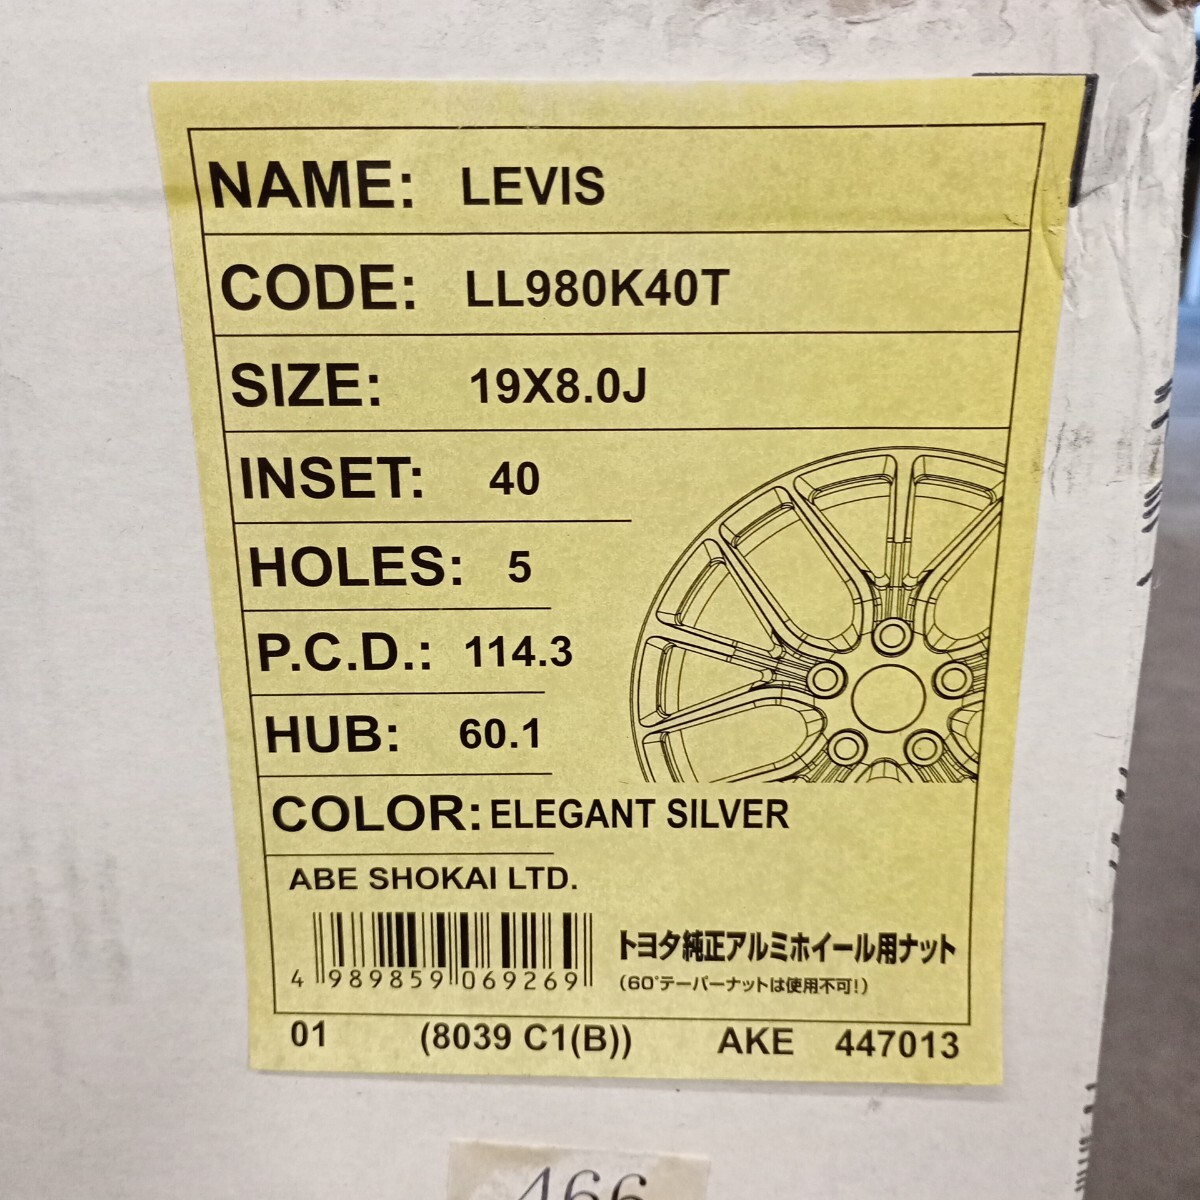 NAME: LEVIS
CODE: LL980K40T
SIZE: 19X8.0J
INSET: 40
HOLES: 5
P.C.D.: 114.3
HUB: 60.1
COLOR: ELEGANT SILVER
ABE SHOKAI LTD.
トヨタ純正アルミホイール用ナット
(60°テーパーナットは使用不可!)
4 989859 069269
01 (8039 C1(B)) AKE 447013
466